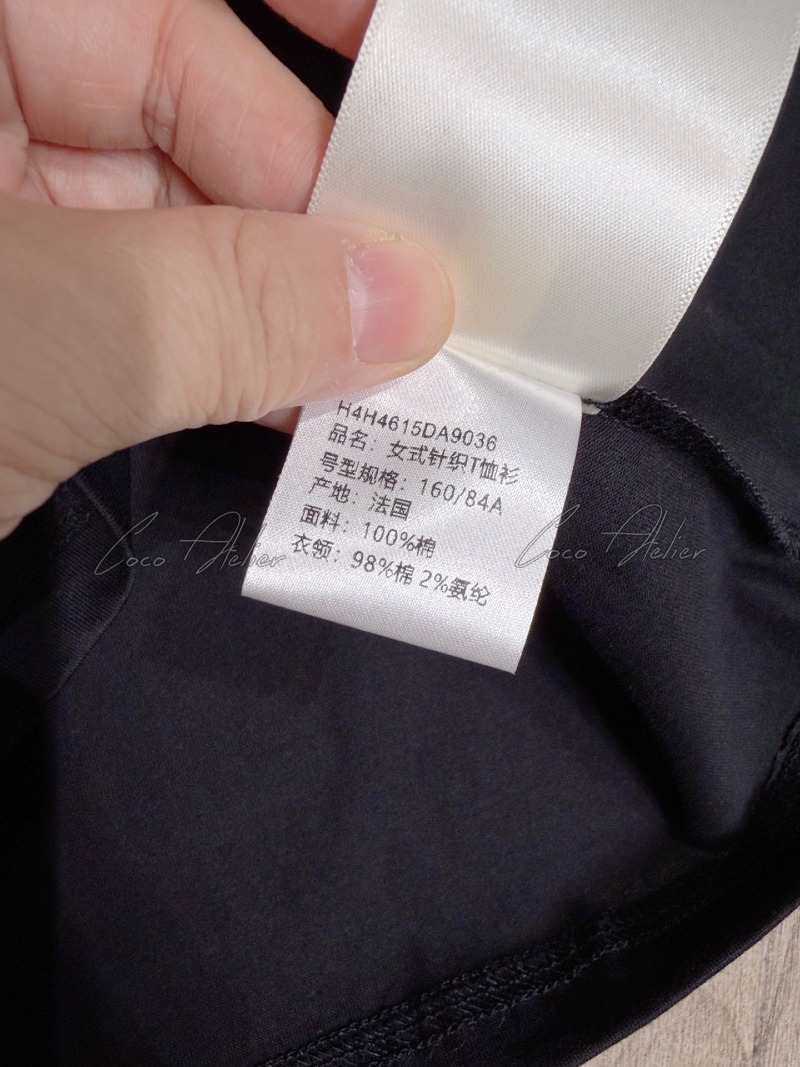 H4H4615DA9036
品名：女式针织T恤衫
号型规格：160/84A
产地：法国
面料：100%棉
衣领：98%棉 2%氨纶
Coco Atelier
Coco Atelier